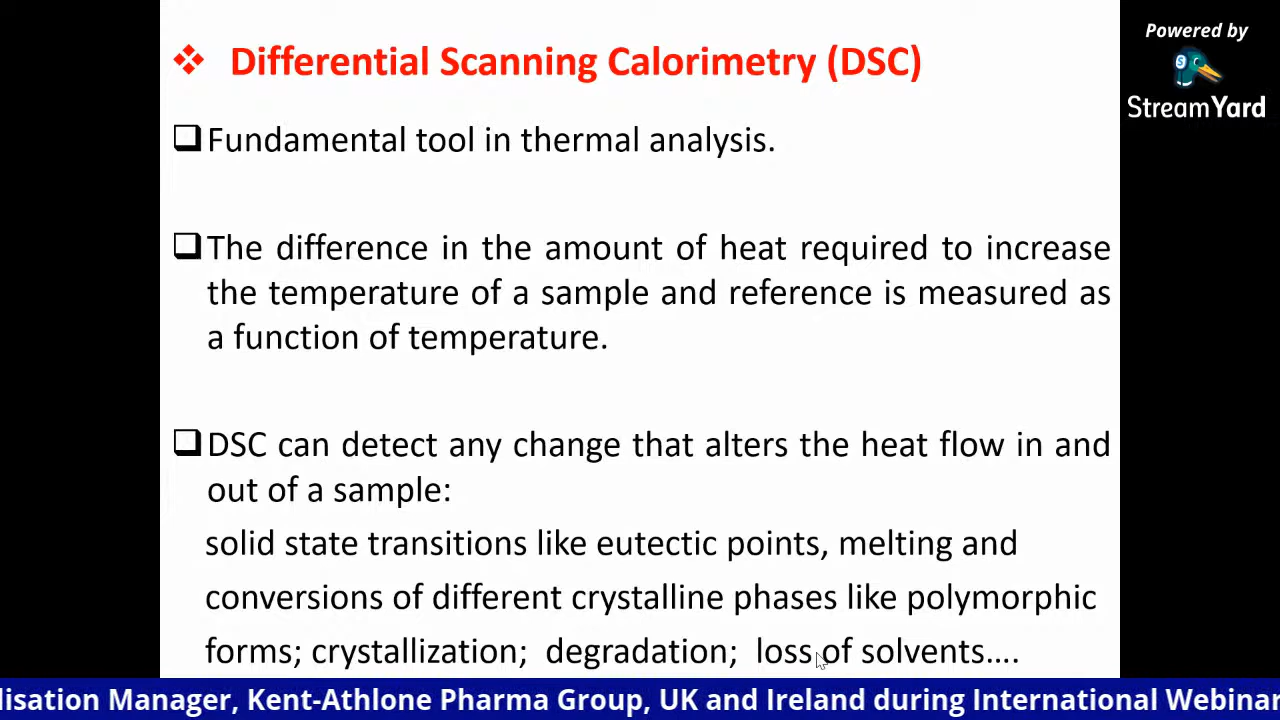 Differential Scanning Calorimetry (DSC)
Powered by
StreamYard
Fundamental tool in thermal analysis.
The difference in the amount of heat required to increase
the temperature of a sample and reference is measured as
a function of temperature.
DSC can detect any change that alters the heat flow in and
out of a sample:
solid state transitions like eutectic points, melting and
conversions of different crystalline phases like polymorphic
forms; crystallization; degradation; loss of solvents....
lisation Manager, Kent-Athlone Pharma Group, UK and Ireland during International Webinar